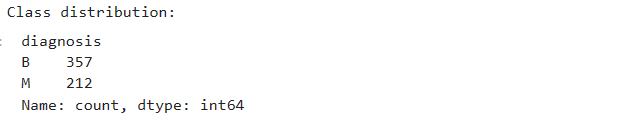 Class distribution:
diagnosis
B    357
M    212
Name: count, dtype: int64